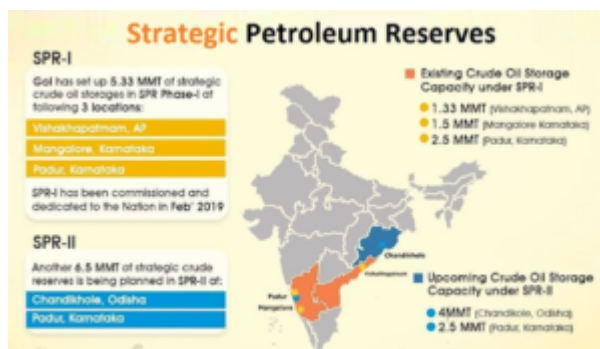 Strategic Petroleum Reserves
SPR-I
GoI has set up 5.33 MMT of strategic
crude oil storages in SPR Phase-I at
following 3 locations:
Vishakhapatnam, AP
Mangalore, Karnataka
Padur, Karnataka
SPR-I has been commissioned and
dedicated to the Nation in Feb' 2019
SPR-II
Another 6.5 MMT of strategic crude
reserves is being planned in SPR-II at:
Chandikhole, Odisha
Padur, Karnataka
Existing Crude Oil Storage
Capacity under SPR-I
1.33 MMT (Vishakhapatnam, AP)
1.5 MMT (Mangalore Karnataka)
2.5 MMT (Padur, Karnataka)
Chandikhole
Vishakhapatnam
Padur
Mangalore
Upcoming Crude Oil Storage
Capacity under SPR-II
4MMT (Chandikole, Odisha)
2.5 MMT (Padur, Karnataka)